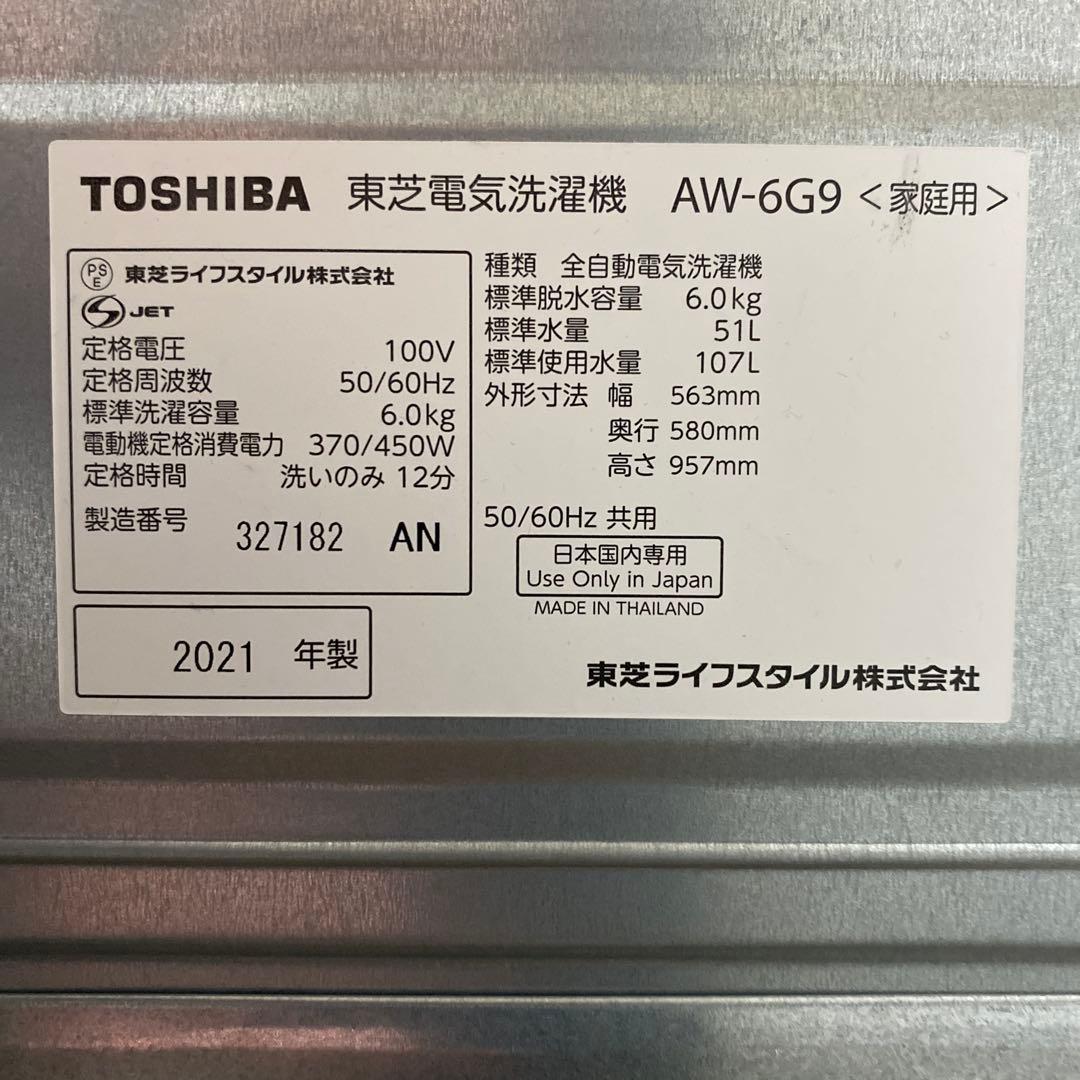 TOSHIBA 東芝電気洗濯機 AW-6G9 <家庭用>
PSE 東芝ライフスタイル株式会社
S JET
定格電圧 100V
定格周波数 50/60Hz
標準洗濯容量 6.0kg
電動機定格消費電力 370/450W
定格時間 洗いのみ 12分
製造番号 327182 AN
2021 年製
種類 全自動電気洗濯機
標準脱水容量 6.0kg
標準水量 51L
標準使用水量 107L
外形寸法 幅 563mm
奥行 580mm
高さ 957mm
50/60Hz 共用
日本国内専用
Use Only in Japan
MADE IN THAILAND
東芝ライフスタイル株式会社